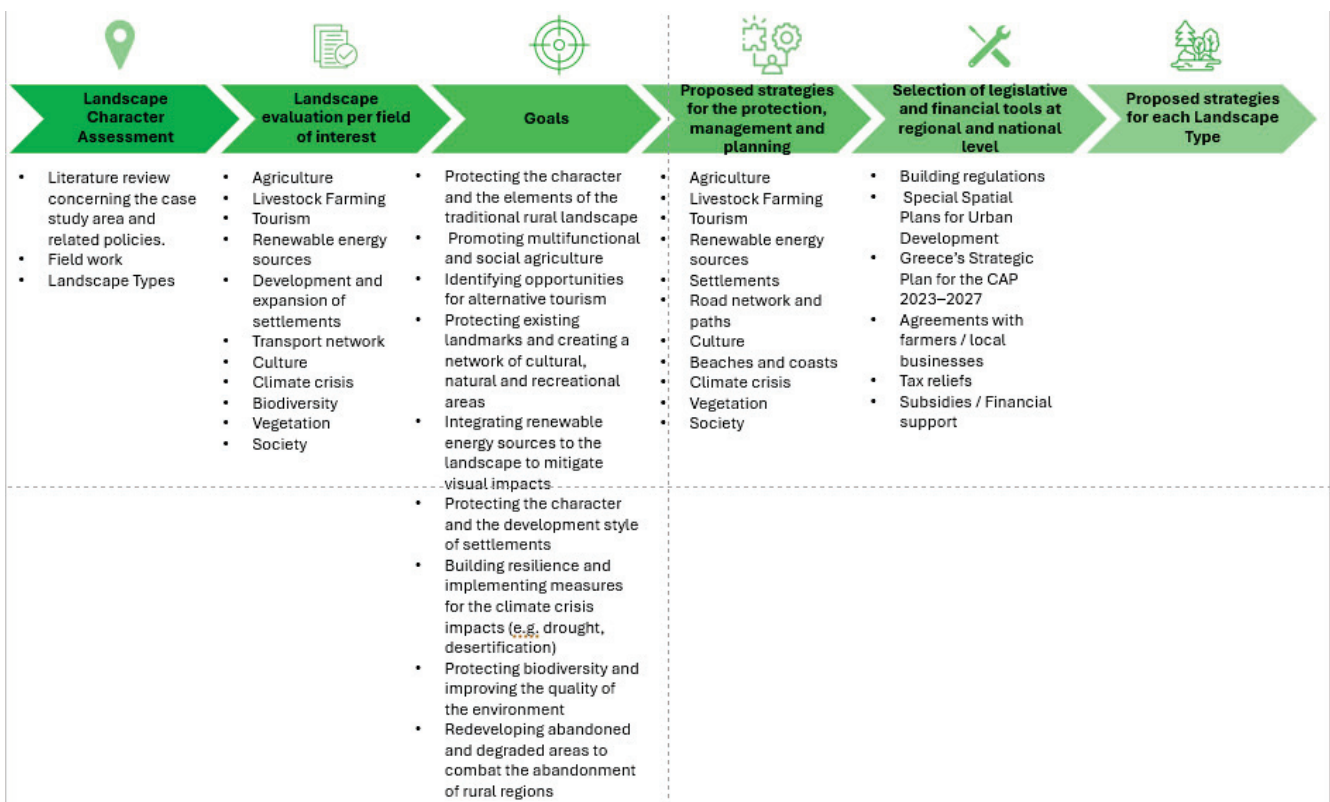 Landscape
Character
Assessment
Landscape
evaluation per field
of interest
Goals
Proposed strategies
for the protection,
management and
planning
Selection of legislative
and financial tools at
regional and national
level
Proposed strategies
for each Landscape
Type
• Literature review
concerning the case
study area and
related policies.
• Field work
• Landscape Types
• Agriculture
• Livestock Farming
• Tourism
• Renewable energy
sources
• Development and
expansion of
settlements
• Transport network
• Culture
• Climate crisis
• Biodiversity
• Vegetation
• Society
• Protecting the character
and the elements of the
traditional rural landscape
• Promoting multifunctional
and social agriculture
• Identifying opportunities
for alternative tourism
• Protecting existing
landmarks and creating a
network of cultural,
natural and recreational
areas
• Integrating renewable
energy sources to the
landscape to mitigate
visual impacts
• Protecting the character
and the development style
of settlements
• Building resilience and
implementing measures
for the climate crisis
impacts (e.g. drought,
desertification)
• Protecting biodiversity and
improving the quality of
the environment
• Redeveloping abandoned
and degraded areas to
combat the abandonment
of rural regions
• Agriculture
• Livestock Farming
• Tourism
• Renewable energy
sources
• Settlements
• Road network and
paths
• Culture
• Beaches and coasts
• Climate crisis
• Vegetation
• Society
• Building regulations
• Special Spatial
Plans for Urban
Development
• Greece's Strategic
Plan for the CAP
2023–2027
• Agreements with
farmers / local
businesses
• Tax reliefs
• Subsidies / Financial
support